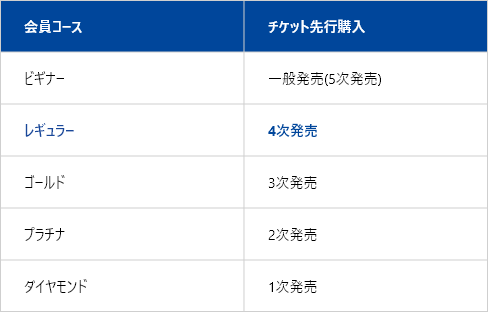 会員コース チケット先行購入
ビギナー 一般発売(5次発売)
レギュラー 4次発売
ゴールド 3次発売
プラチナ 2次発売
ダイヤモンド 1次発売